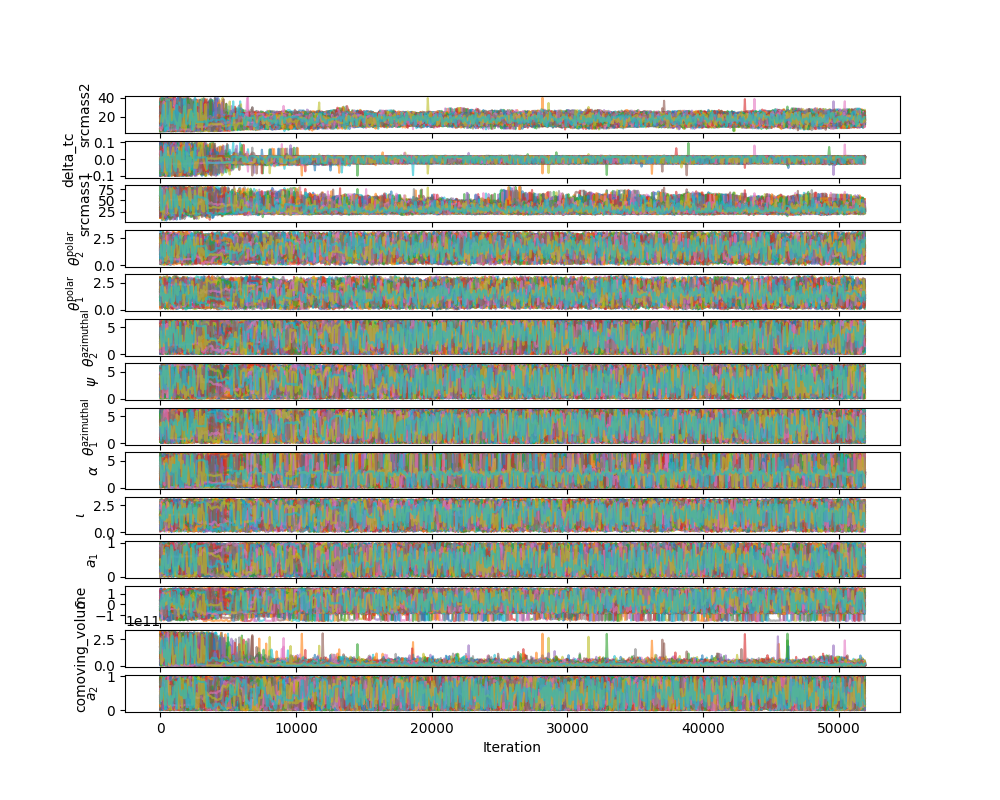 srcmass2
40
20
delta_tc
0.1
0.0
−0.1
srcmass1
75
50
25
θ₂^polar
2.5
0.0
θ₁^polar
2.5
0.0
θ₂^azimuthal
5
0
ψ
5
0
θ₁^azimuthal
5
0
α
5
0
ι
2.5
0.0
a₁
1
0
1
0
−1
comoving_volume
1e11
2.5
0.0
a₂
1
0
0
10000
20000
30000
40000
50000
Iteration